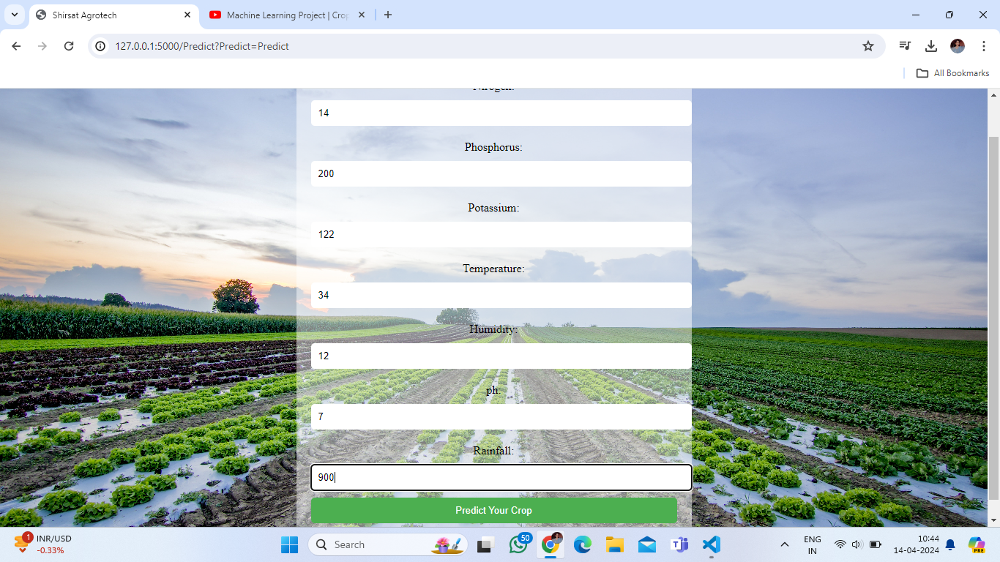 Shirsat Agrotech
Machine Learning Project | Crop
127.0.0.1:5000/Predict?Predict=Predict
All Bookmarks
Nirogen:
14
Phosphorus:
200
Potassium:
122
Temperature:
34
Humidity:
12
ph:
7
Rainfall:
900
Predict Your Crop
1
INR/USD
-0.33%
Search
50
ENG
IN
10:44
14-04-2024
PRE